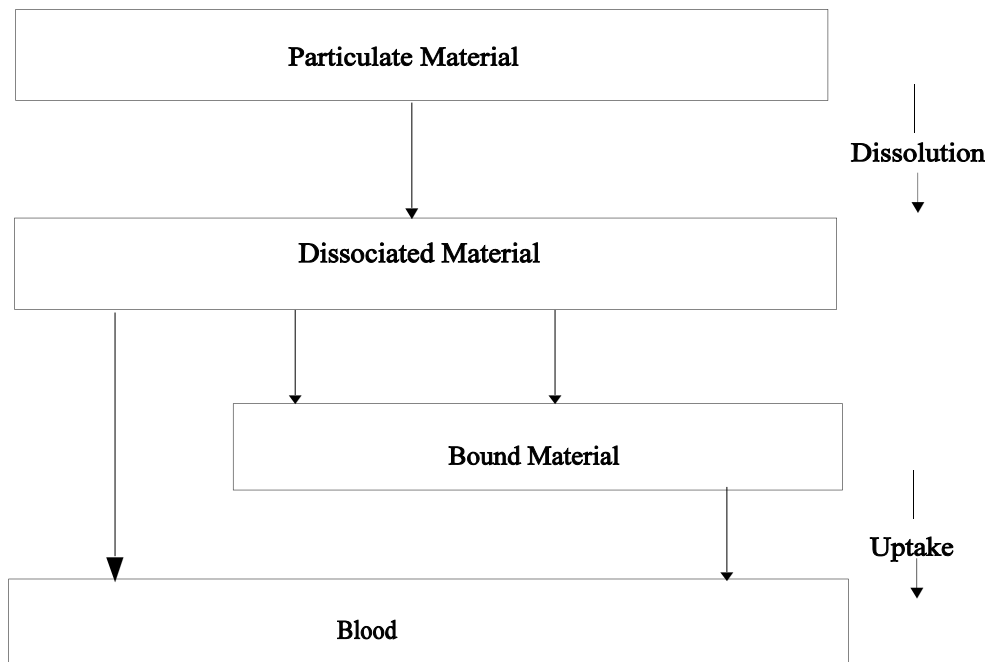 Particulate Material
Dissolution
Dissociated Material
Bound Material
Uptake
Blood